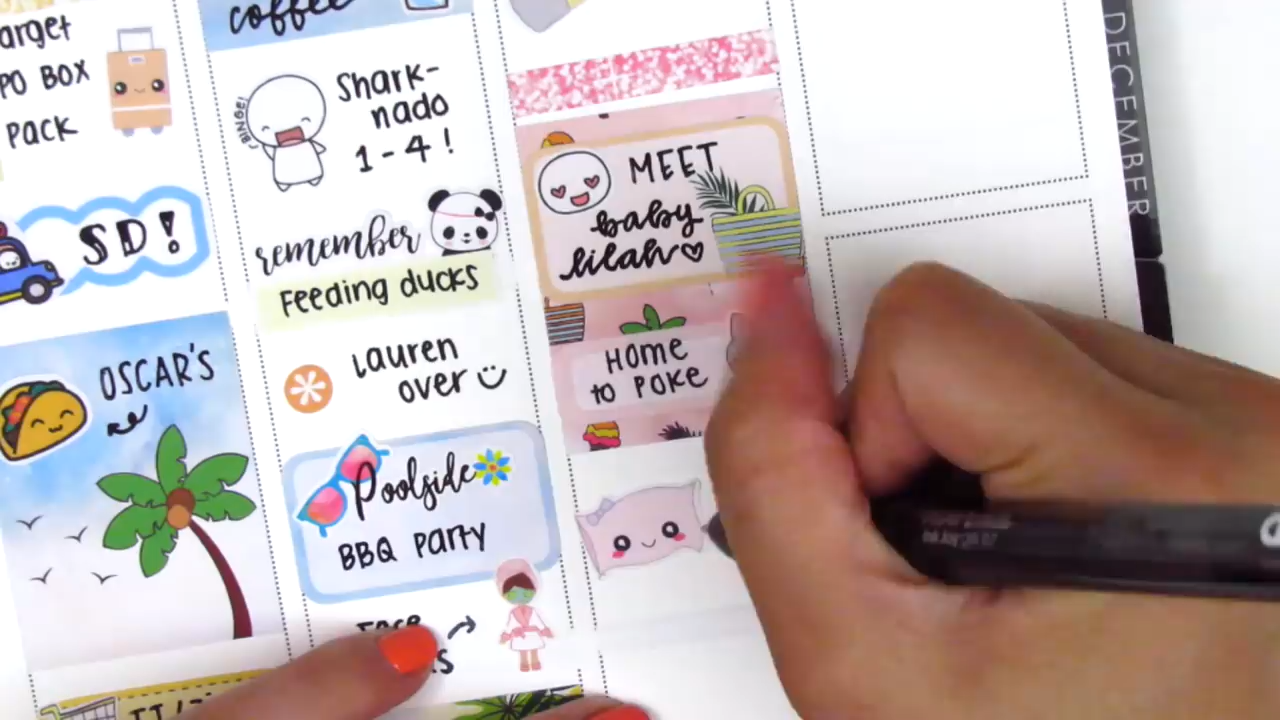 arget
PO BOX
PACK
SD!
OSCAR'S
coffee
(BINGE!)
Shark-
nado
1-4!
remember
Feeding ducks
Lauren
over
Poolside
BBQ Party
MEET
baby
lilah
HOME
to POKE
DECEMBER